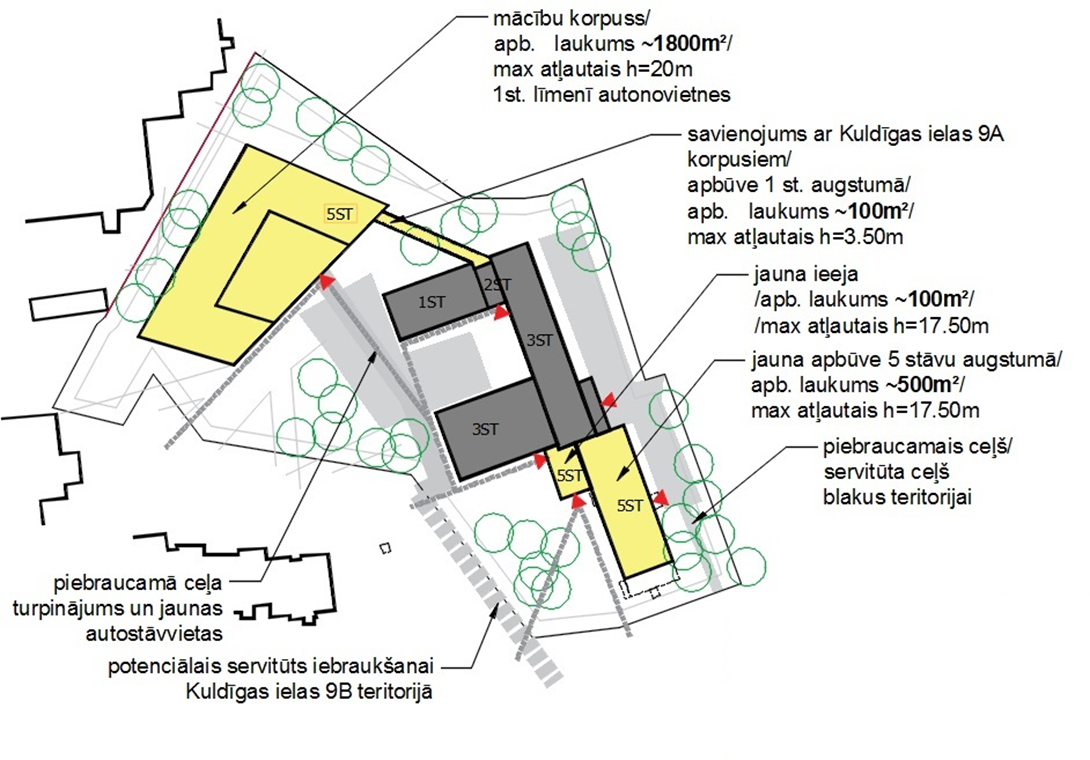 mācību korpuss/
apb. laukums ~1800m²/
max atļautais h=20m
1st. līmenī autonovietnes
savienojums ar Kuldīgas ielas 9A
korpusiem/
apbūve 1 st. augstumā/
apb. laukums ~100m²/
max atļautais h=3.50m
jauna ieeja
/apb. laukums ~100m²/
/max atļautais h=17.50m
jauna apbūve 5 stāvu augstumā/
apb. laukums ~500m²/
max atļautais h=17.50m
piebraucamais ceļš/
servitūta ceļš
blakus teritorijai
5ST
1ST
2ST
3ST
3ST
5ST
5ST
piebraucamā ceļa
turpinājums un jaunas
autostāvvietas
potenciālais servitūts iebraukšanai
Kuldīgas ielas 9B teritorijā